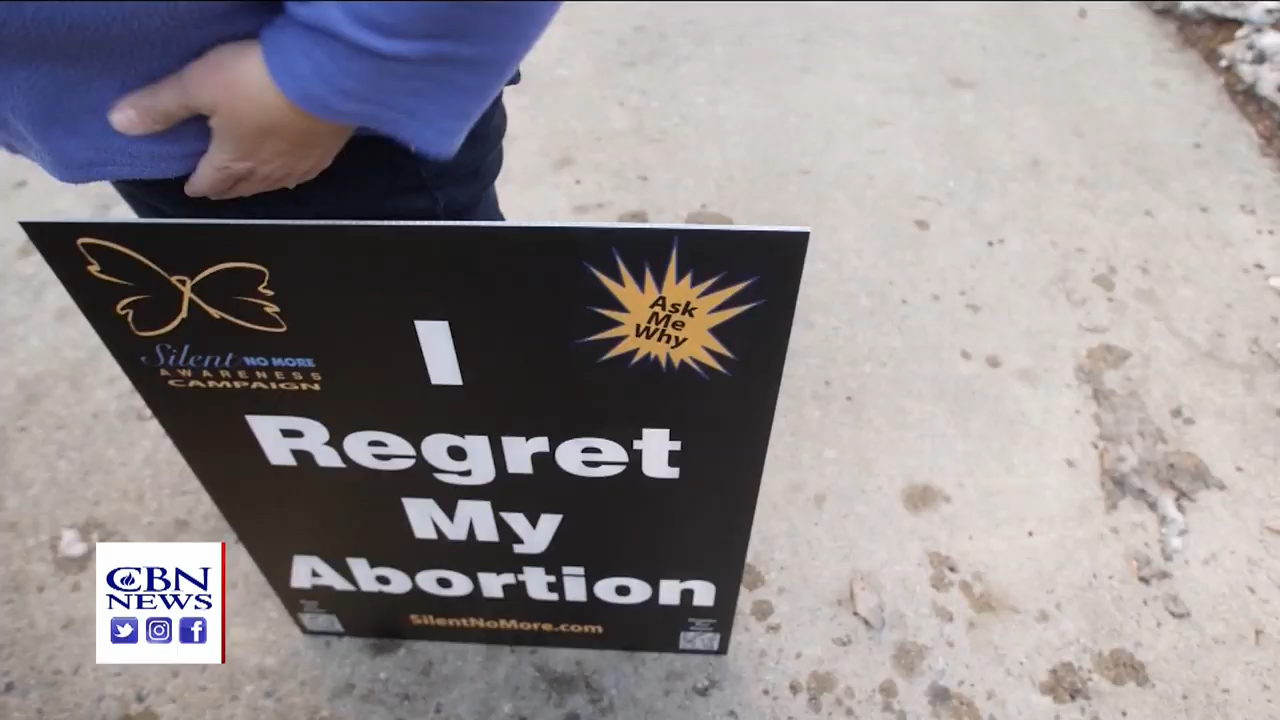 Silent NO MORE
AWARENESS
CAMPAIGN
Ask
Me
Why
I
Regret
My
Abortion
SilentNoMore.com
CBN
NEWS